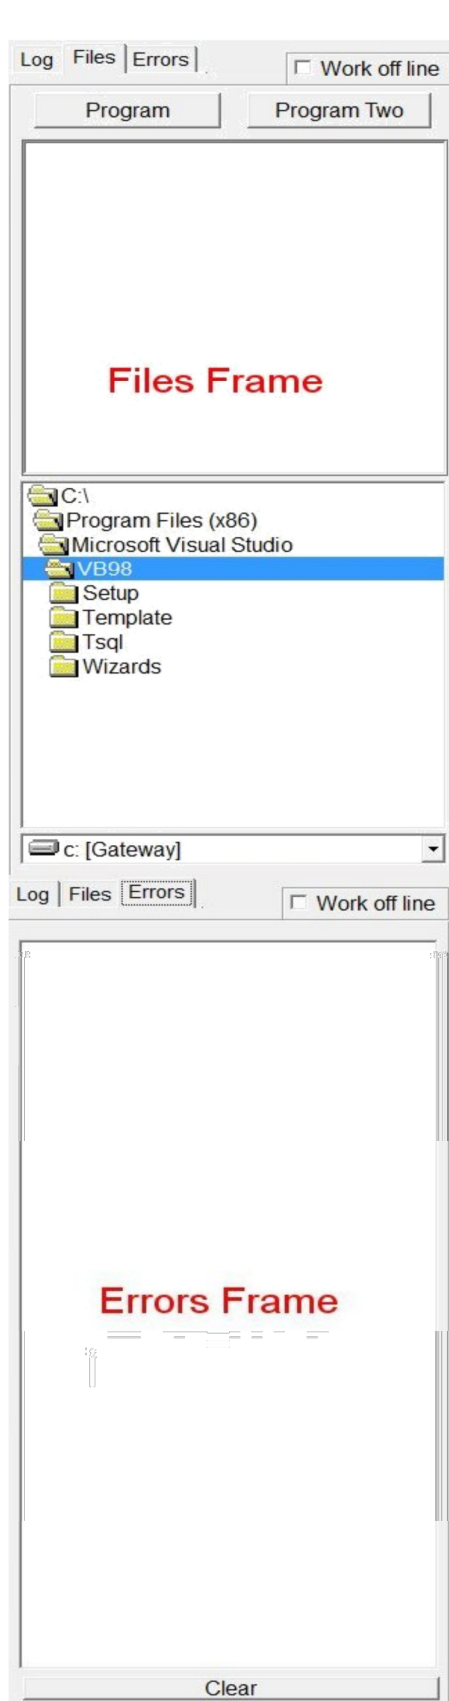 Log Files Errors Work off line
Program Program Two
Files Frame
C:\
Program Files (x86)
Microsoft Visual Studio
VB98
Setup
Template
Tsql
Wizards
c: [Gateway]
Log Files Errors Work off line
Errors Frame
Clear